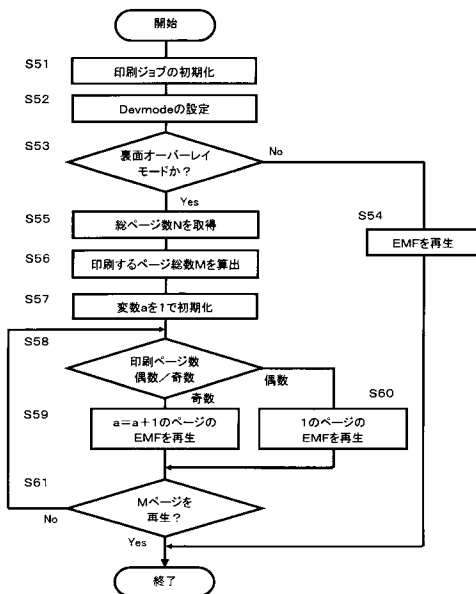 開始
S51
印刷ジョブの初期化
S52
Devmodeの設定
S53
裏面オーバーレイ
モードか?
No
Yes
S54
EMFを再生
S55
総ページ数Nを取得
S56
印刷するページ総数Mを算出
S57
変数aを1で初期化
S58
印刷ページ数
偶数/奇数
偶数
奇数
S59
a=a+1のページの
EMFを再生
S60
1のページの
EMFを再生
S61
Mページを
再生?
No
Yes
終了